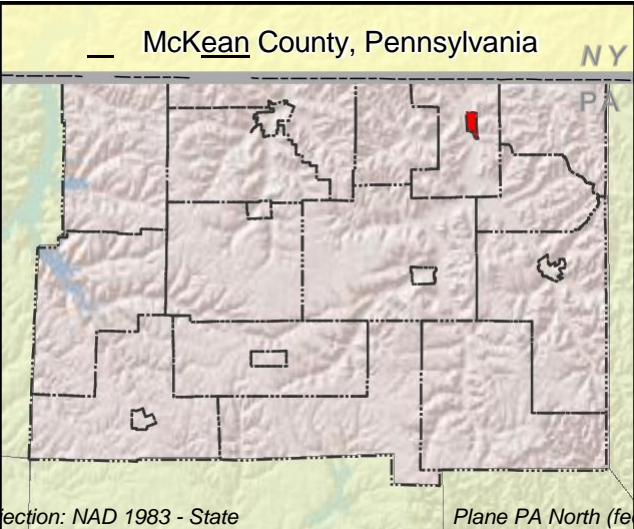 McKean County, Pennsylvania
NY
PA
jection: NAD 1983 - State Plane PA North (fe